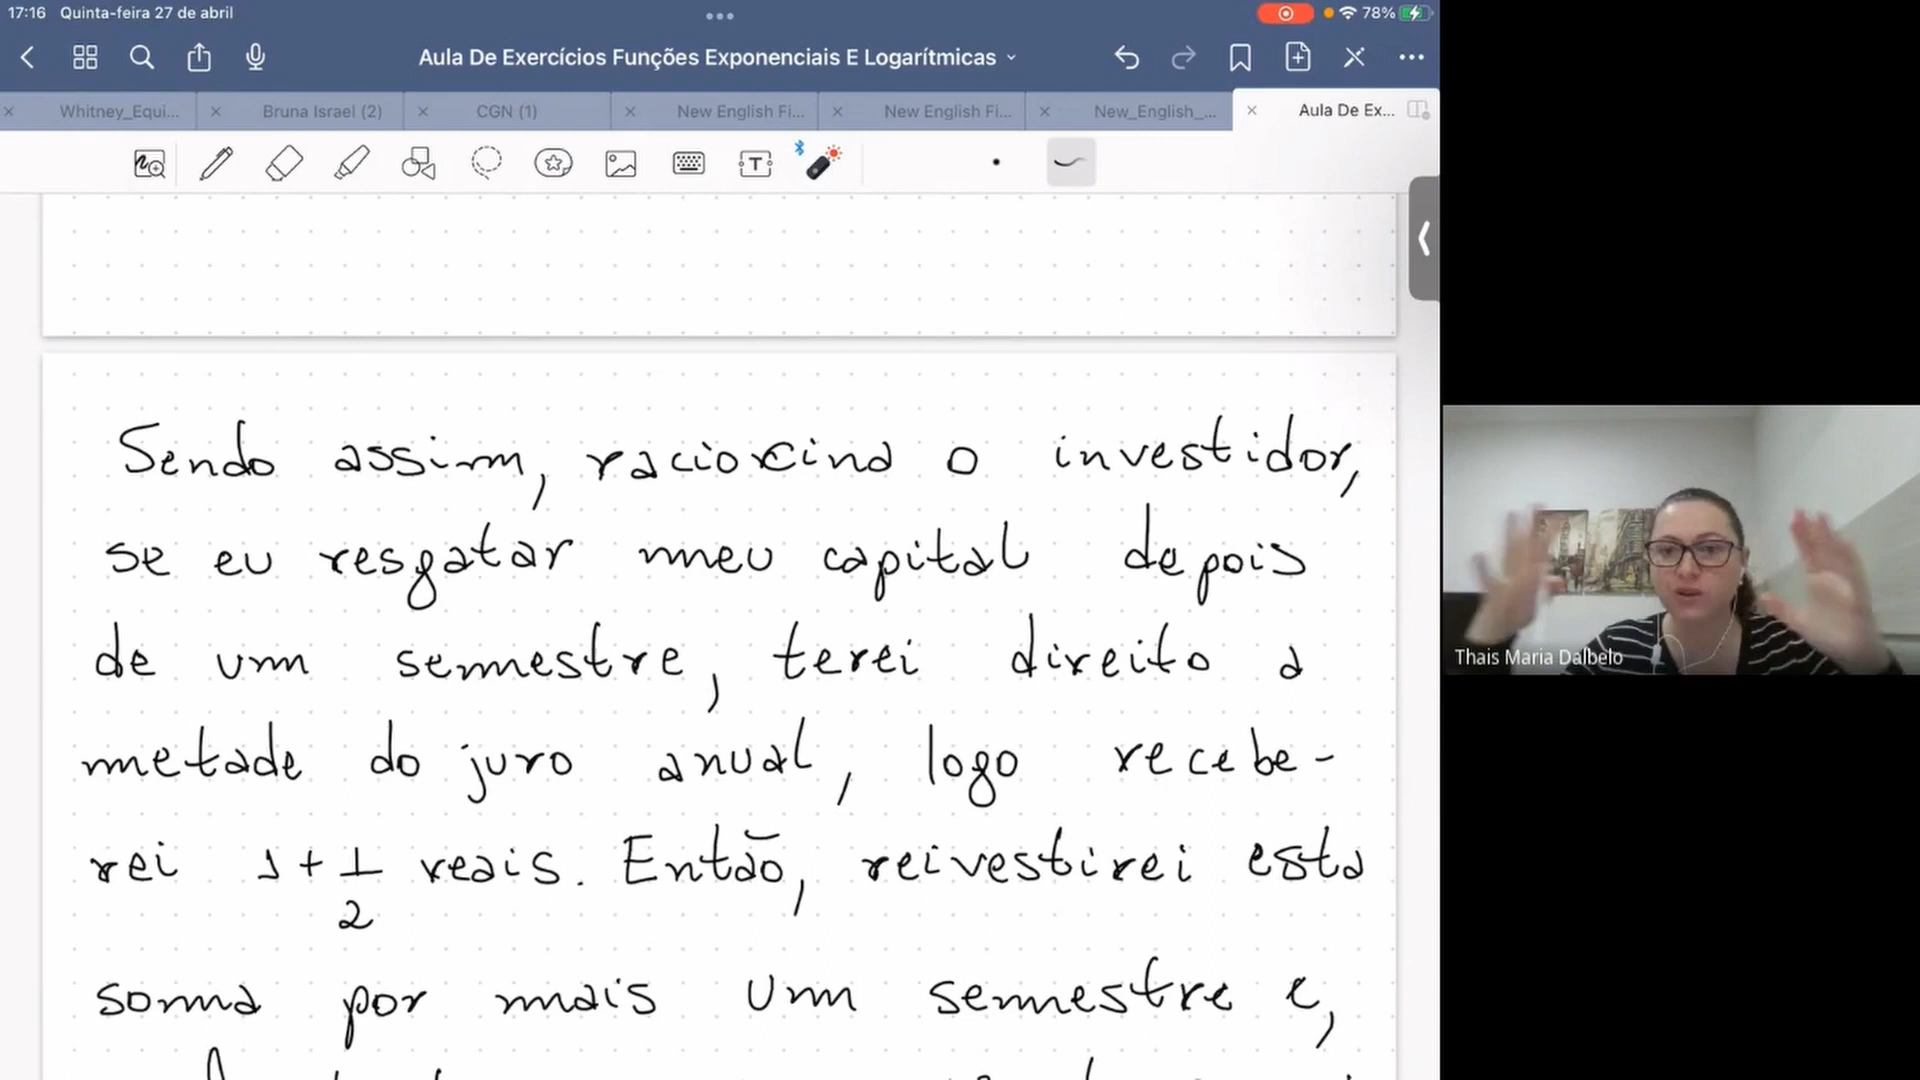 17:16 Quinta-feira 27 de abril
78%
Aula De Exercícios Funções Exponenciais E Logarítmicas
Whitney_Equi...
Bruna Israel (2)
CGN (1)
New English Fi...
New English Fi...
New_English_...
Aula De Ex...
Sendo assim, raciocina o investidor,
se eu resgatar meu capital depois
de um semestre, terei direito a
metade do juro anual, logo recebe-
rei 1 + 1/2 reais. Então, reivestirei esta
soma por mais um semestre e,
Thais Maria Dalbelo